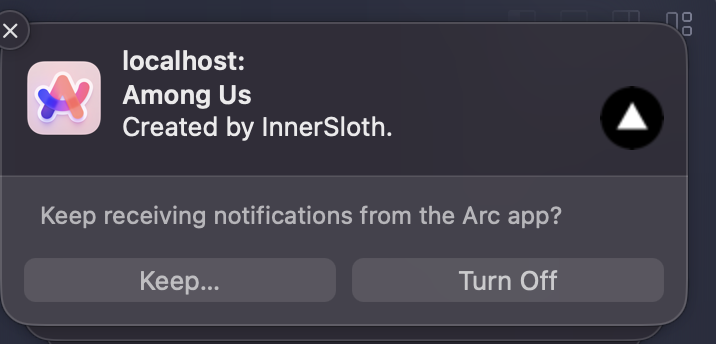 localhost:
Among Us
Created by InnerSloth.
Keep receiving notifications from the Arc app?
Keep...
Turn Off